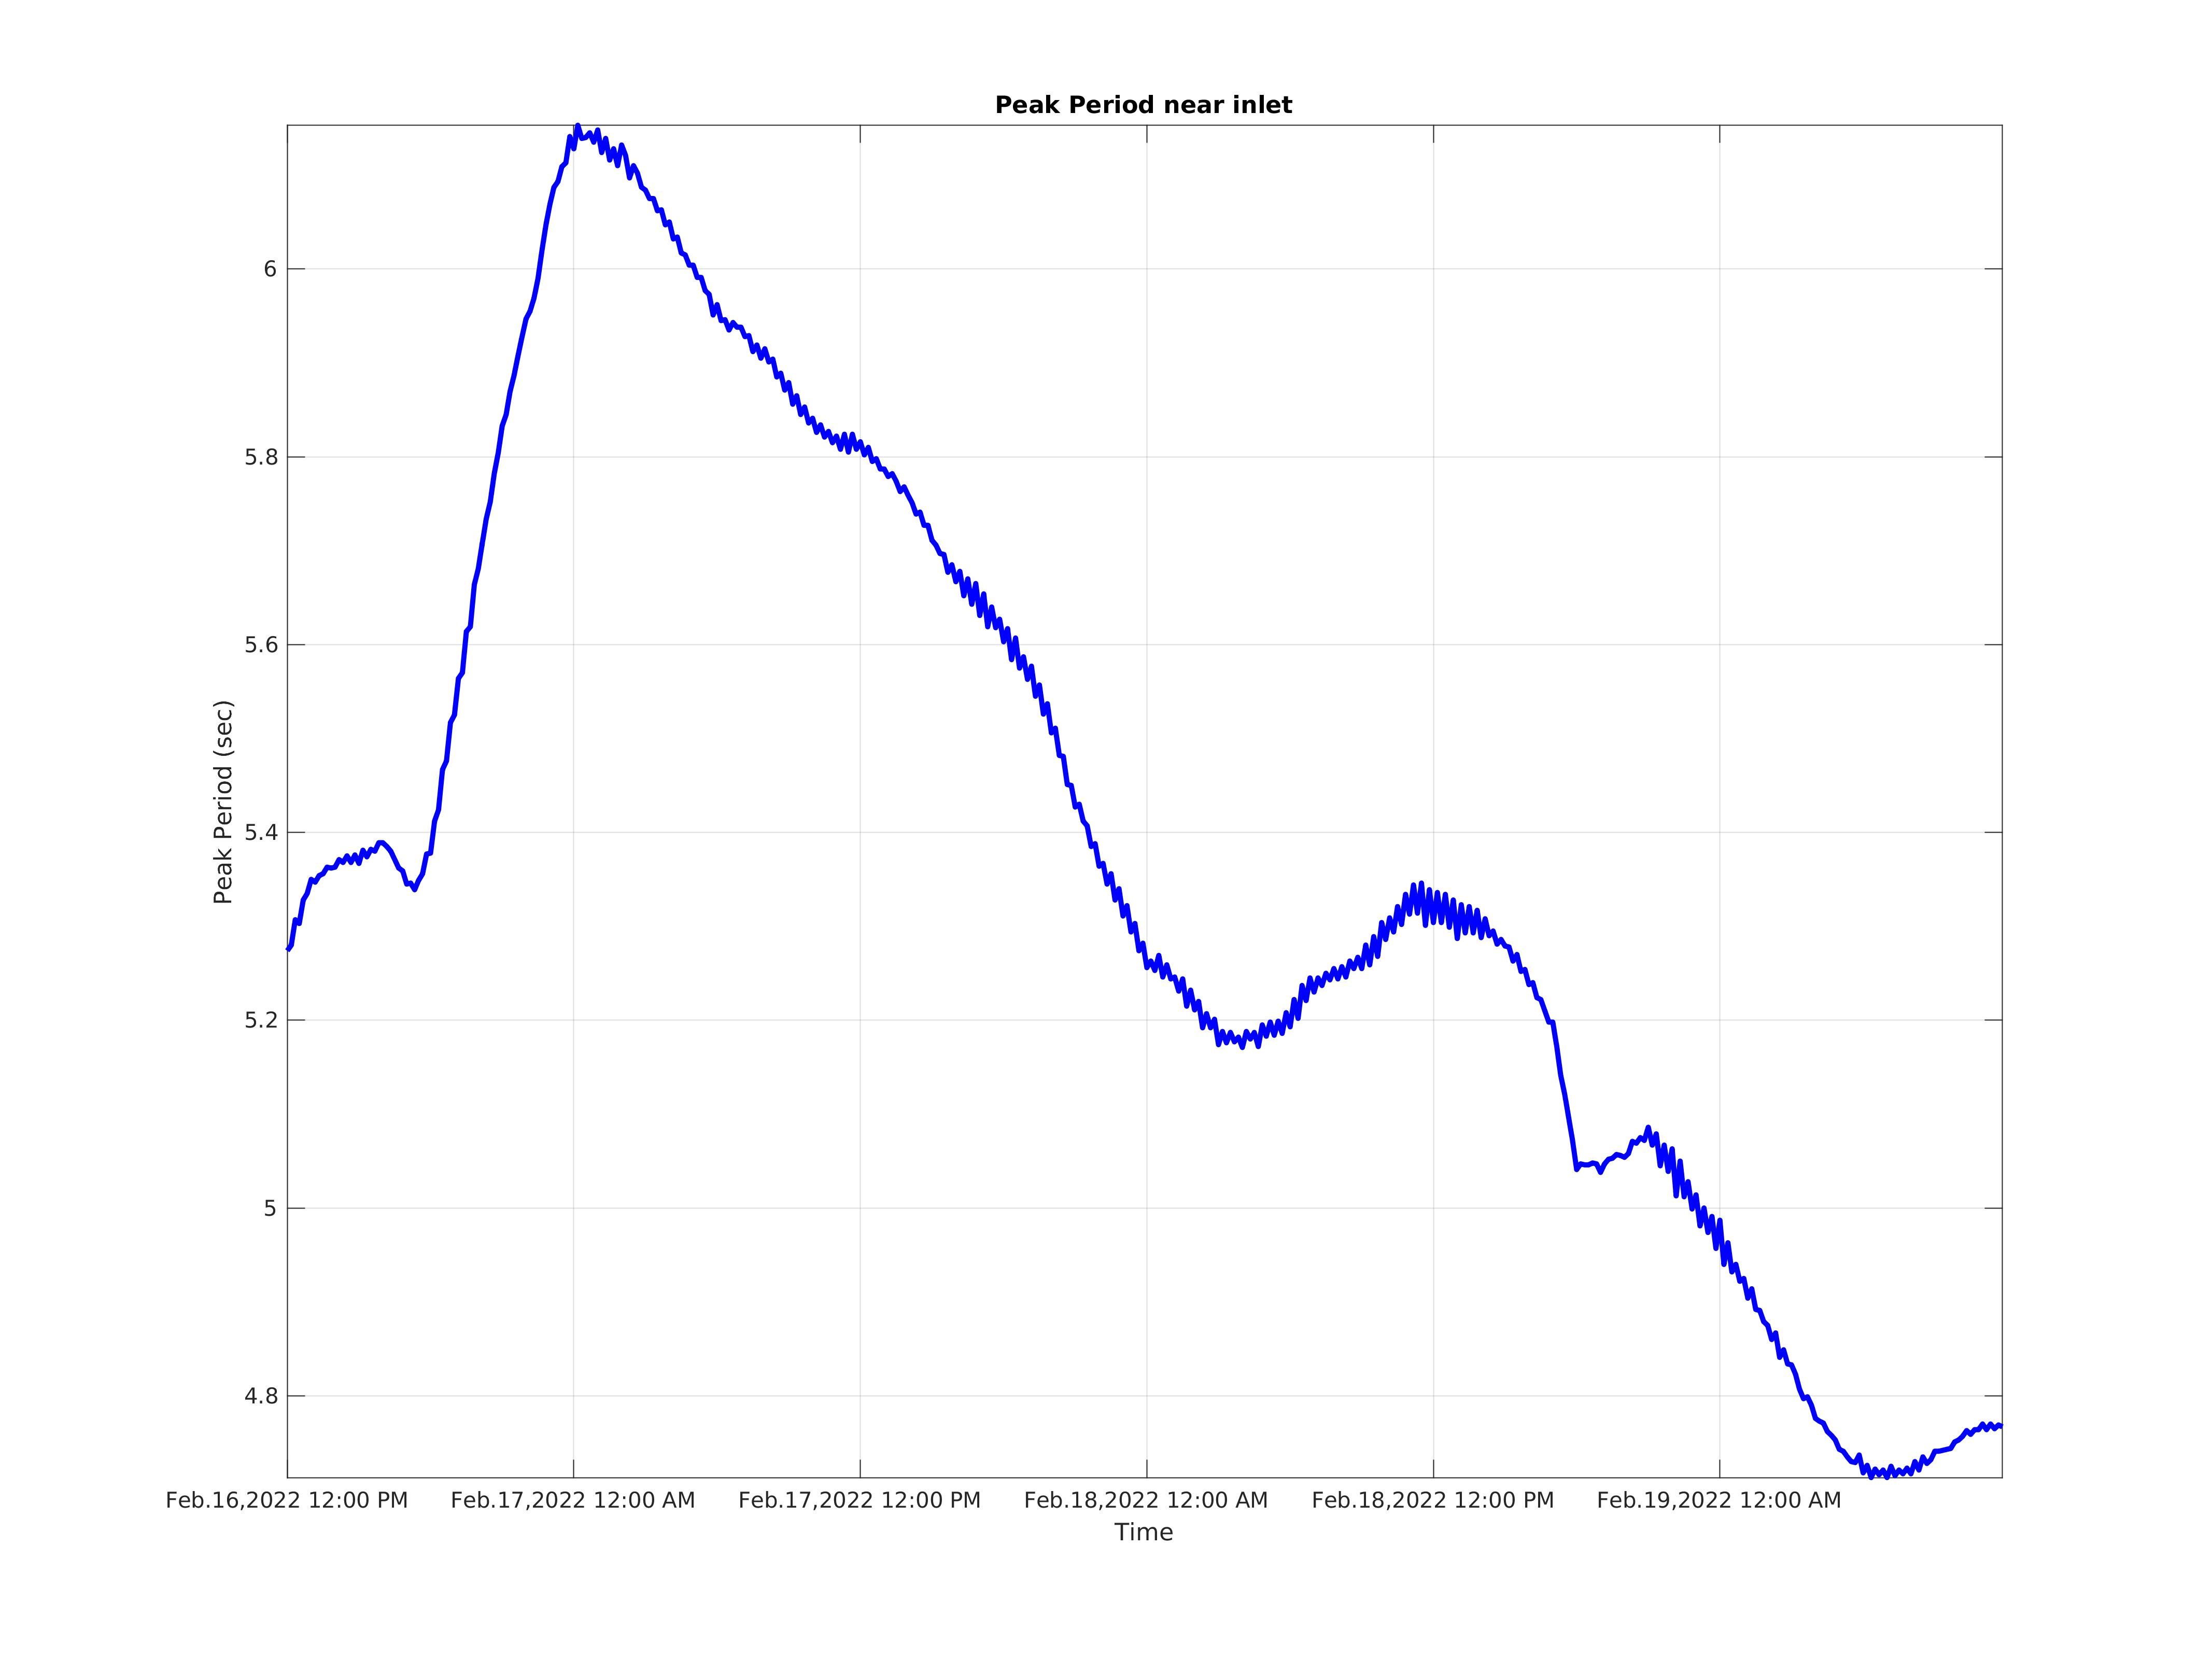 Peak Period near inlet
Peak Period (sec)
6
5.8
5.6
5.4
5.2
5
4.8
Feb.16,2022 12:00 PM
Feb.17,2022 12:00 AM
Feb.17,2022 12:00 PM
Feb.18,2022 12:00 AM
Feb.18,2022 12:00 PM
Feb.19,2022 12:00 AM
Time